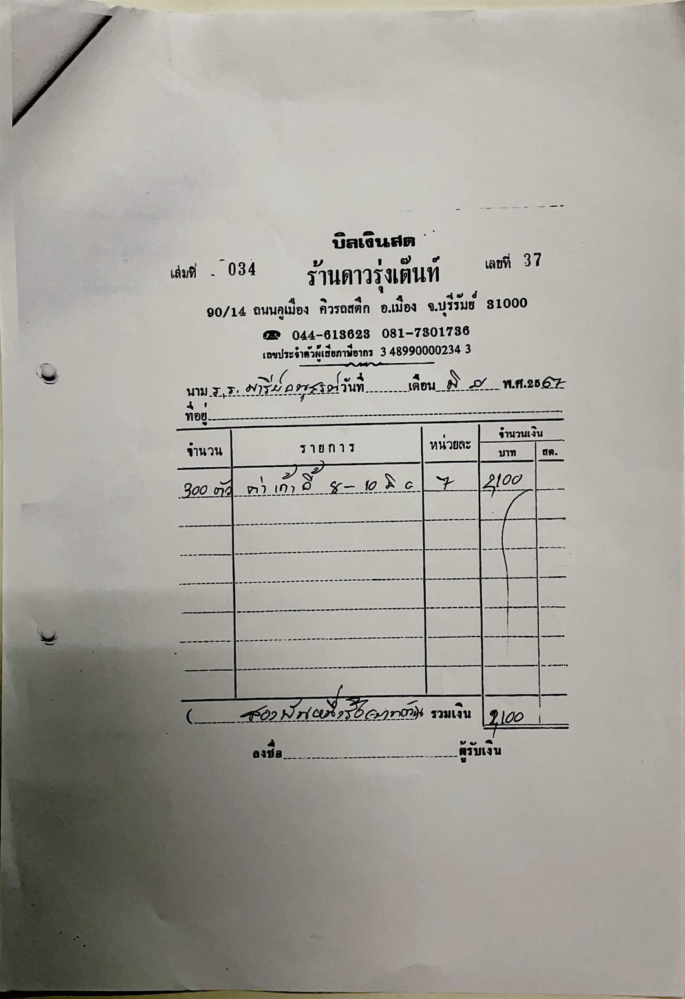 บิลเงินสด
เล่มที่ 034
ร้านดาวรุ่งเต๊นท์
เลขที่ 37
90/14 ถนนคูเมือง คิวรถสตึก อ.เมือง จ.บุรีรัมย์ 31000
☎ 044-613623 081-7301736
เลขประจำตัวผู้เสียภาษีอากร 3 48990000234 3
นาม ร.ร. มารีย์อนุสรณ์ วันที่ เดือน พ.ศ.2567
ที่อยู่
จำนวน รายการ หน่วยละ จำนวนเงิน
บาท สต.
300 ตัว ค่าเก้าอี้ 8-10 มิ 7 2,100
( สองพันหนึ่งร้อยบาทถ้วน รวมเงิน 2,100
ลงชื่อ ผู้รับเงิน